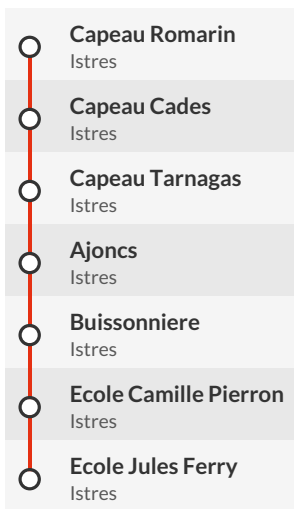 Capeau Romarin
Istres
Capeau Cades
Istres
Capeau Tarnagas
Istres
Ajoncs
Istres
Buissonniere
Istres
Ecole Camille Pierron
Istres
Ecole Jules Ferry
Istres